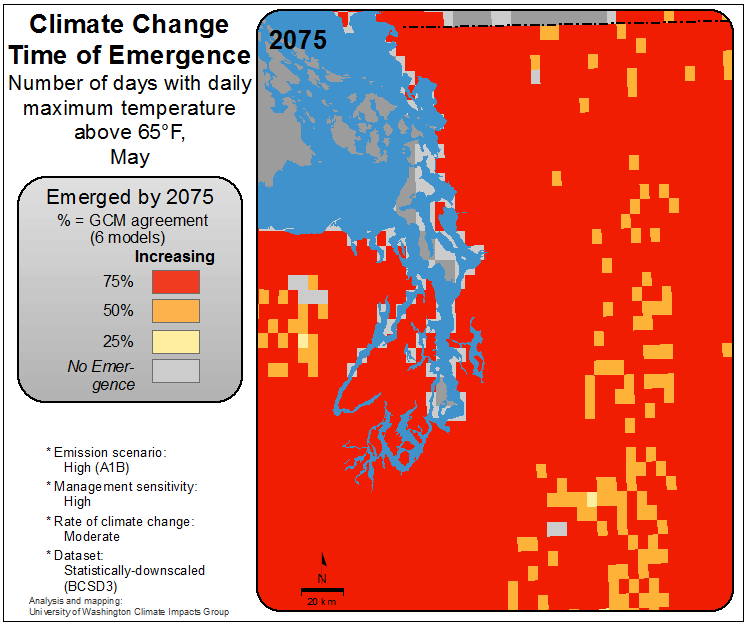 Climate Change
Time of Emergence
Number of days with daily
maximum temperature
above 65°F,
May
Emerged by 2075
% = GCM agreement
(6 models)
Increasing
75%
50%
25%
No Emer-
gence
* Emission scenario:
High (A1B)
* Management sensitivity:
High
* Rate of climate change:
Moderate
* Dataset:
Statistically-downscaled
(BCSD3)
Analysis and mapping:
University of Washington Climate Impacts Group
2075
N
20 km